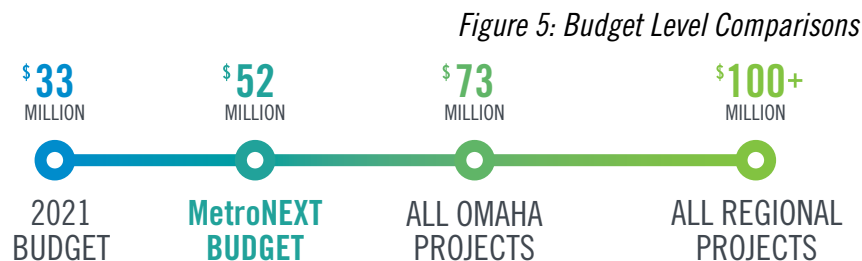 Figure 5: Budget Level Comparisons
$33 $52 $73 $100+
MILLION MILLION MILLION MILLION
2021 MetroNEXT ALL OMAHA ALL REGIONAL
BUDGET BUDGET PROJECTS PROJECTS